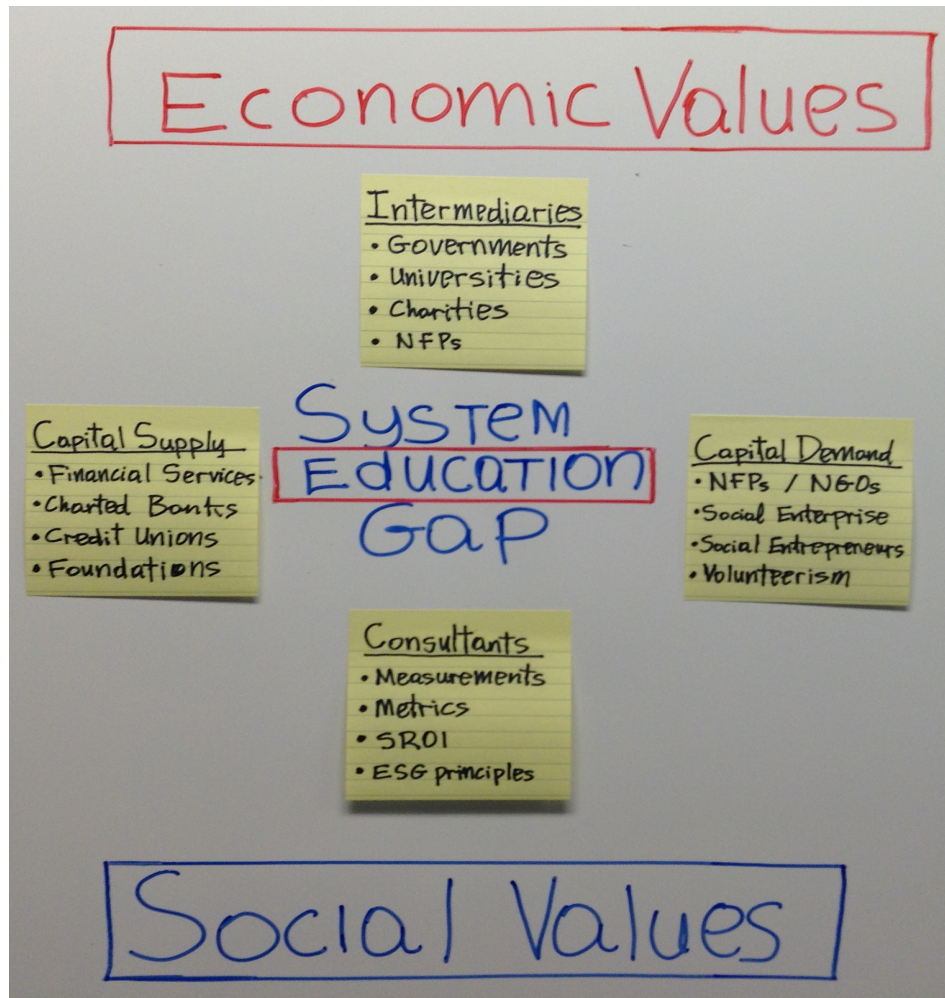 Economic Values
Intermediaries
• Governments
• Universities
• Charities
• NFPs
System
Education
Gap
Capital Supply
• Financial Services
• Charted Banks
• Credit Unions
• Foundations
Capital Demand
• NFPs / NGOs
• Social Enterprise
• Social Entrepreneurs
• Volunteerism
Consultants
• Measurements
• Metrics
• SROI
• ESG principles
Social Values